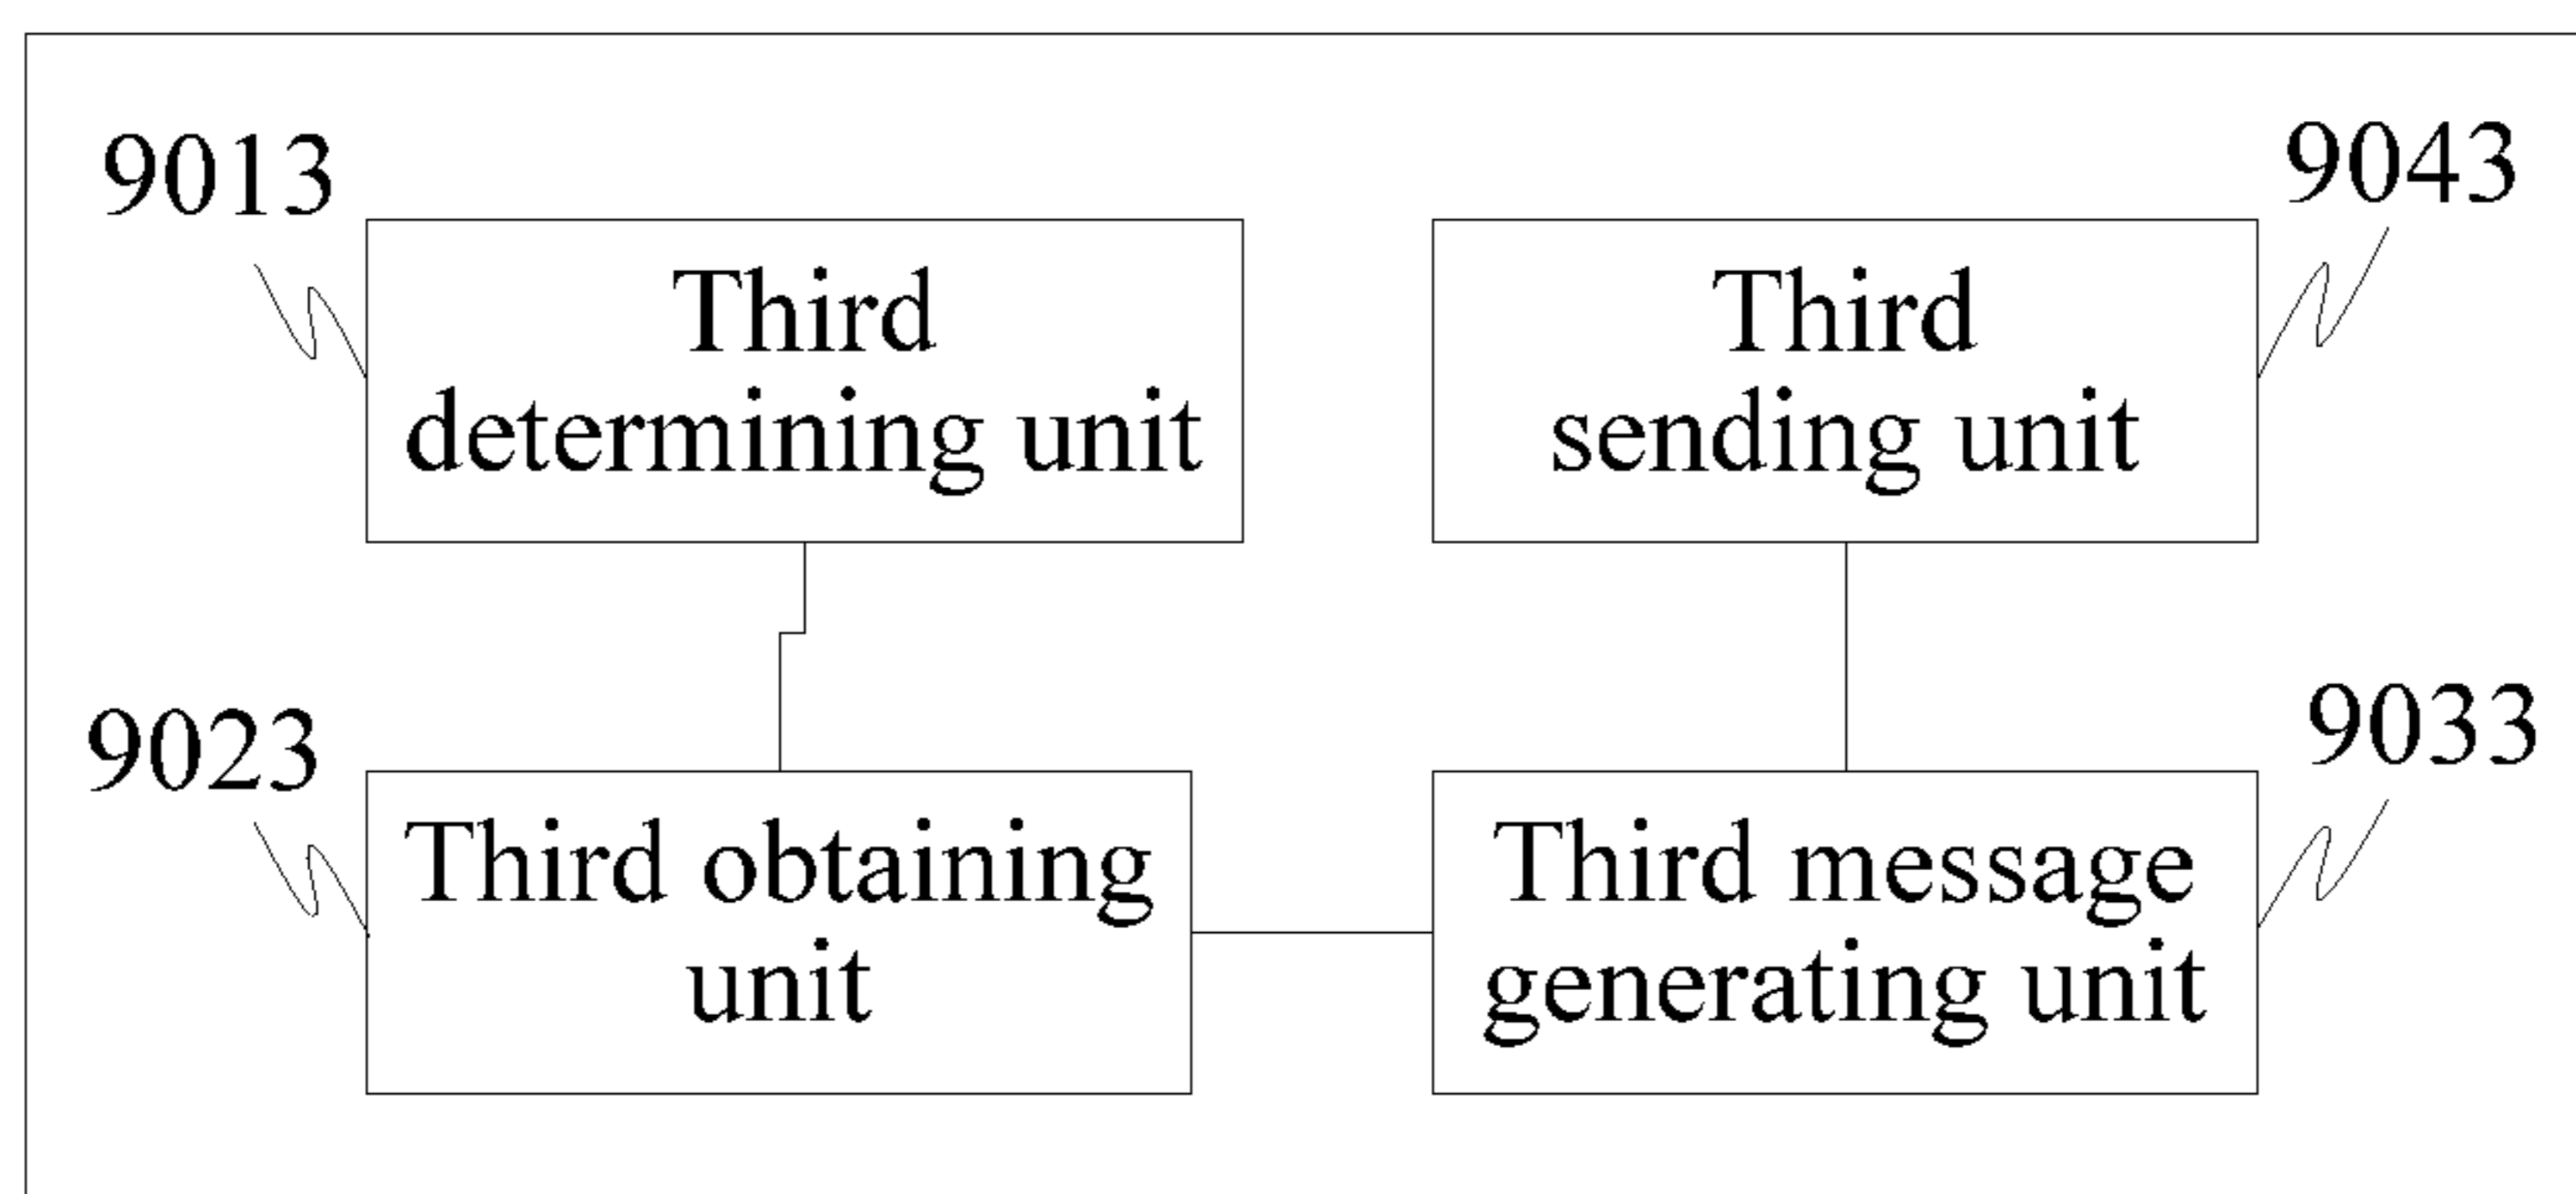 9013
Third
determining unit
9043
Third
sending unit
9023
Third obtaining
unit
9033
Third message
generating unit